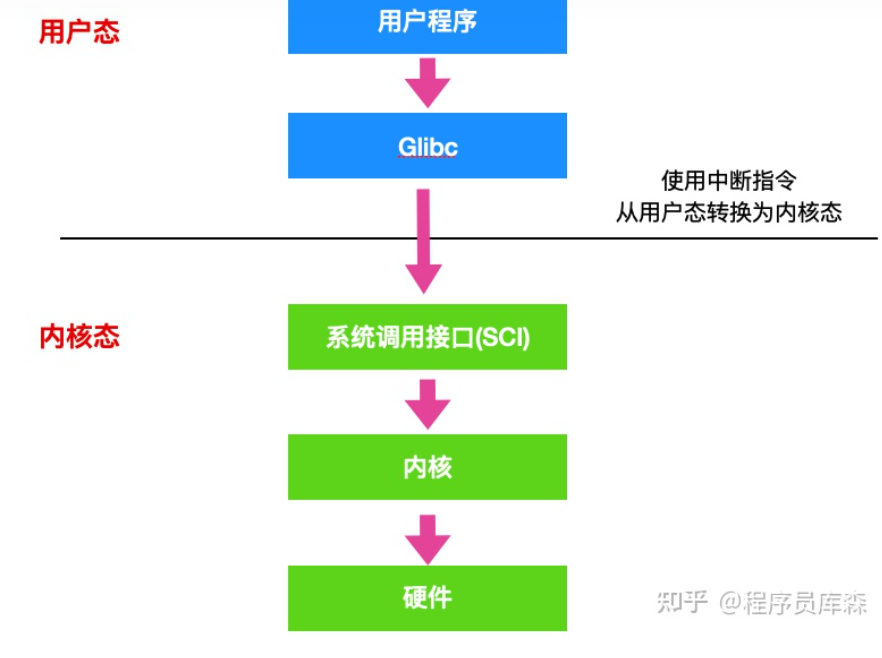 用户态
用户程序
Glibc
使用中断指令
从用户态转换为内核态
内核态
系统调用接口(SCI)
内核
硬件
知乎 @程序员库森